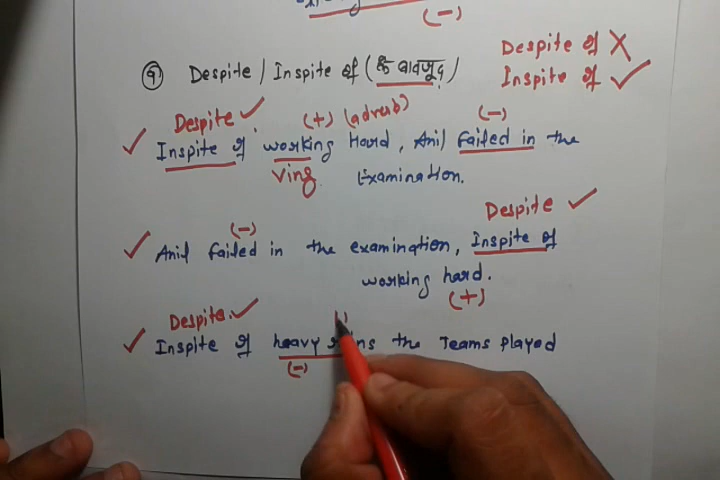 (-)
Despite of X
(9) Despite / Inspite of (के बावजूद) Inspite of ✓
Despite ✓ (+) (adverb) (-)
✓ Inspite of working Hard, Anil failed in the
Ving Examination.
Despite ✓
(-)
✓ Anil failed in the examination, Inspite of
working hard.
(+)
Despite ✓
✓ Inspite of heavy the Teams played
(-)